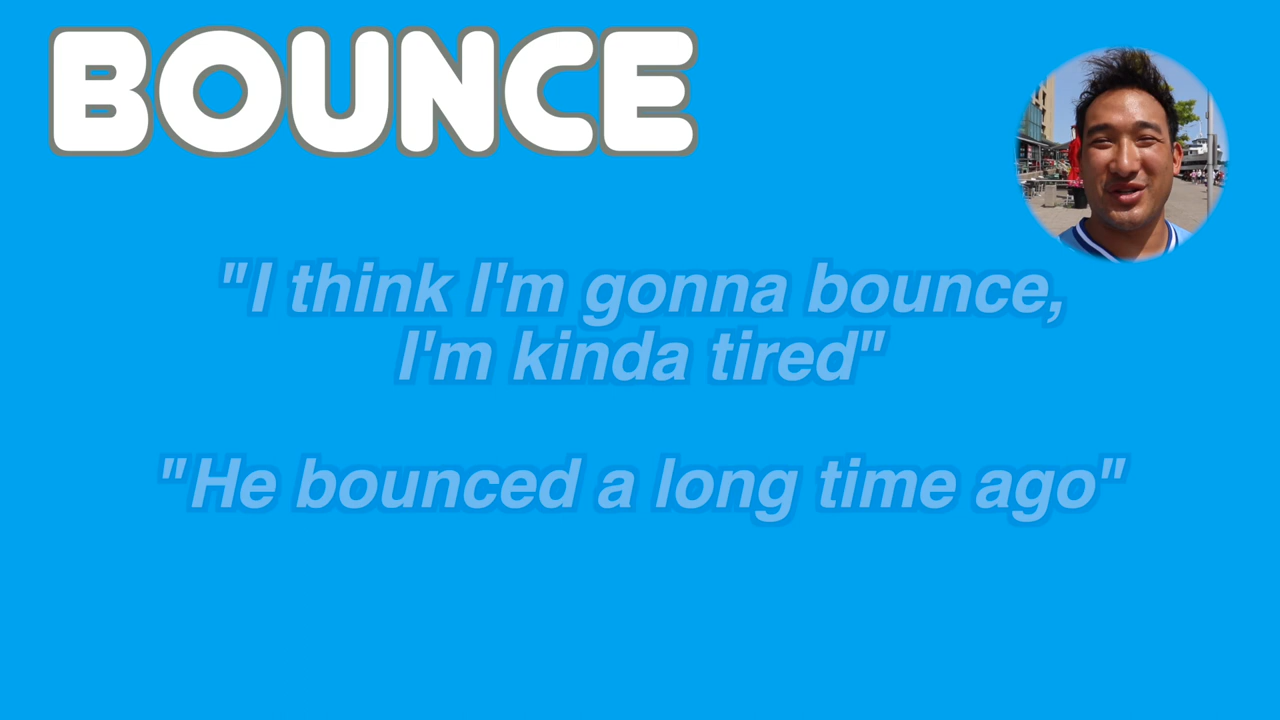 BOUNCE
"I think I'm gonna bounce,
I'm kinda tired"
"He bounced a long time ago"